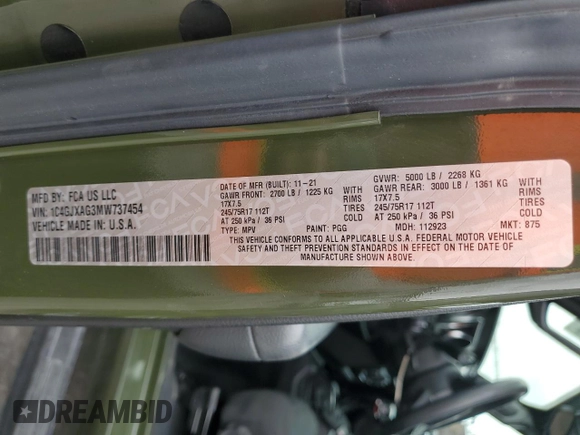 MFD BY: FCA US LLC
VIN: 1C4GJXAG3MW737454
VEHICLE MADE IN: U.S.A.
DATE OF MFR (BUILT): 11-21
GAWR FRONT: 2700 LB / 1225 KG WITH
17X7.5 RIMS
245/75R17 112T TIRES
AT 250 kPa / 36 PSI COLD
TYPE: MPV PAINT: PGG
GVWR: 5000 LB / 2268 KG
GAWR REAR: 3000 LB / 1361 KG WITH
17X7.5 RIMS
245/75R17 112T TIRES
AT 250 kPa / 36 PSI COLD
MDH: 112923 MKT: 875
THIS VEHICLE CONFORMS TO ALL APPLICABLE U.S.A. FEDERAL MOTOR VEHICLE
SAFETY AND THEFT PREVENTION STANDARDS IN EFFECT ON THE DATE OF
MANUFACTURE SHOWN ABOVE.
DREAMBID